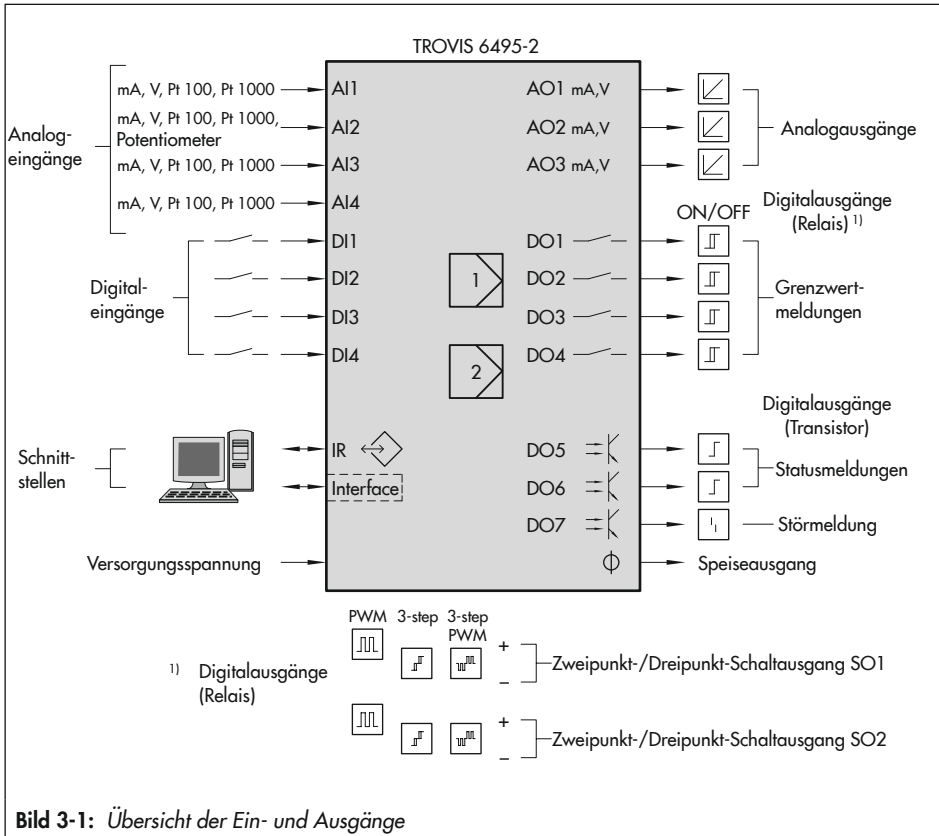 TROVIS 6495-2
Analog-
eingänge
mA, V, Pt 100, Pt 1000
mA, V, Pt 100, Pt 1000,
Potentiometer
mA, V, Pt 100, Pt 1000
mA, V, Pt 100, Pt 1000
AI1
AI2
AI3
AI4
Digital-
eingänge
DI1
DI2
DI3
DI4
Schnitt-
stellen
IR
Interface
Versorgungsspannung
1
2
AO1 mA,V
AO2 mA,V
AO3 mA,V
Analogausgänge
DO1
DO2
DO3
DO4
ON/OFF
Digitalausgänge
(Relais) 1)
Grenzwert-
meldungen
DO5
DO6
DO7
Digitalausgänge
(Transistor)
Statusmeldungen
Störmeldung
Speiseausgang
1) Digitalausgänge
(Relais)
PWM 3-step 3-step
PWM
+
–
Zweipunkt-/Dreipunkt-Schaltausgang SO1
+
–
Zweipunkt-/Dreipunkt-Schaltausgang SO2
Bild 3-1: Übersicht der Ein- und Ausgänge